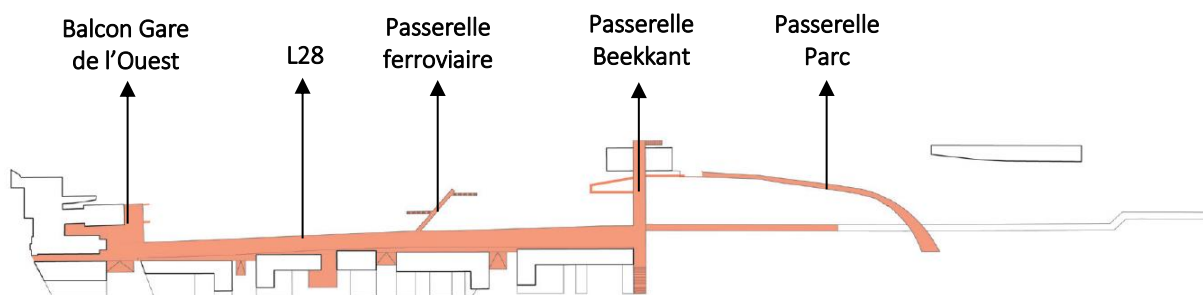 Balcon Gare
de l’Ouest
L28
Passerelle
ferroviaire
Passerelle
Beekkant
Passerelle
Parc